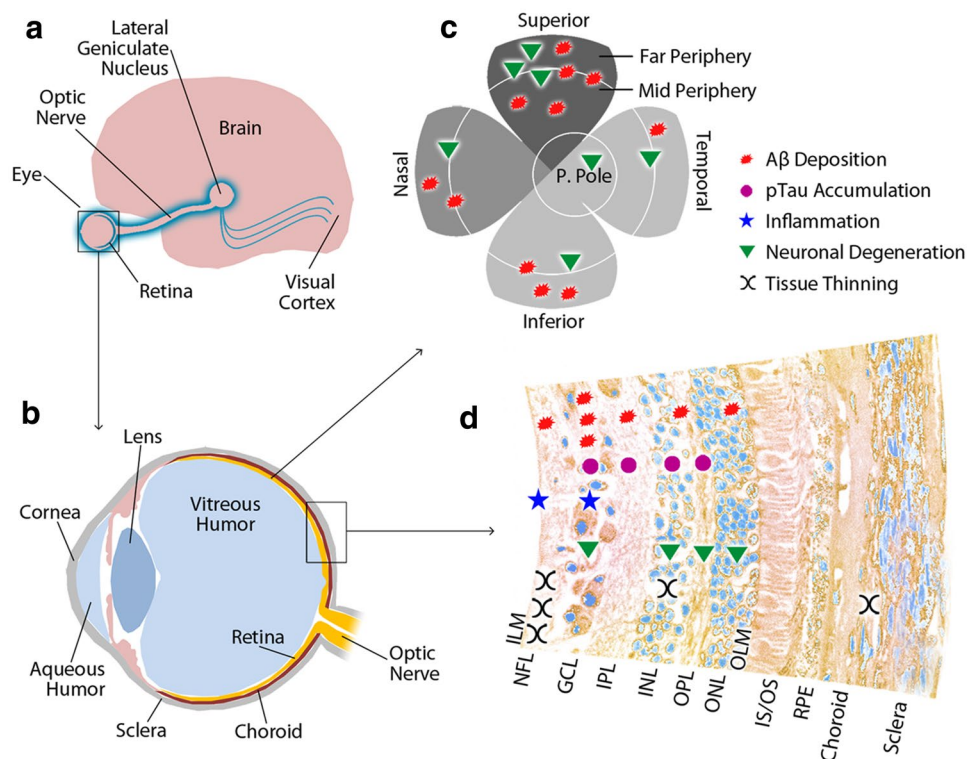 a
Lateral
Geniculate
Nucleus
Optic
Nerve
Brain
Eye
Retina
Visual
Cortex
b
Lens
Cornea
Vitreous
Humor
Aqueous
Humor
Retina
Optic
Nerve
Sclera
Choroid
c
Superior
Far Periphery
Mid Periphery
Nasal
Temporal
P. Pole
Inferior
Aβ Deposition
pTau Accumulation
Inflammation
Neuronal Degeneration
Tissue Thinning
d
ILM
NFL
GCL
IPL
INL
OPL
ONL
OLM
IS/OS
RPE
Choroid
Sclera